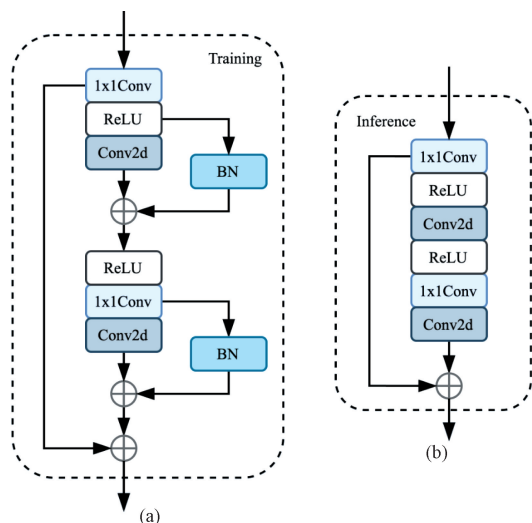 Training
1x1Conv
ReLU
Conv2d
BN
ReLU
1x1Conv
Conv2d
BN
(a)
Inference
1x1Conv
ReLU
Conv2d
ReLU
1x1Conv
Conv2d
(b)